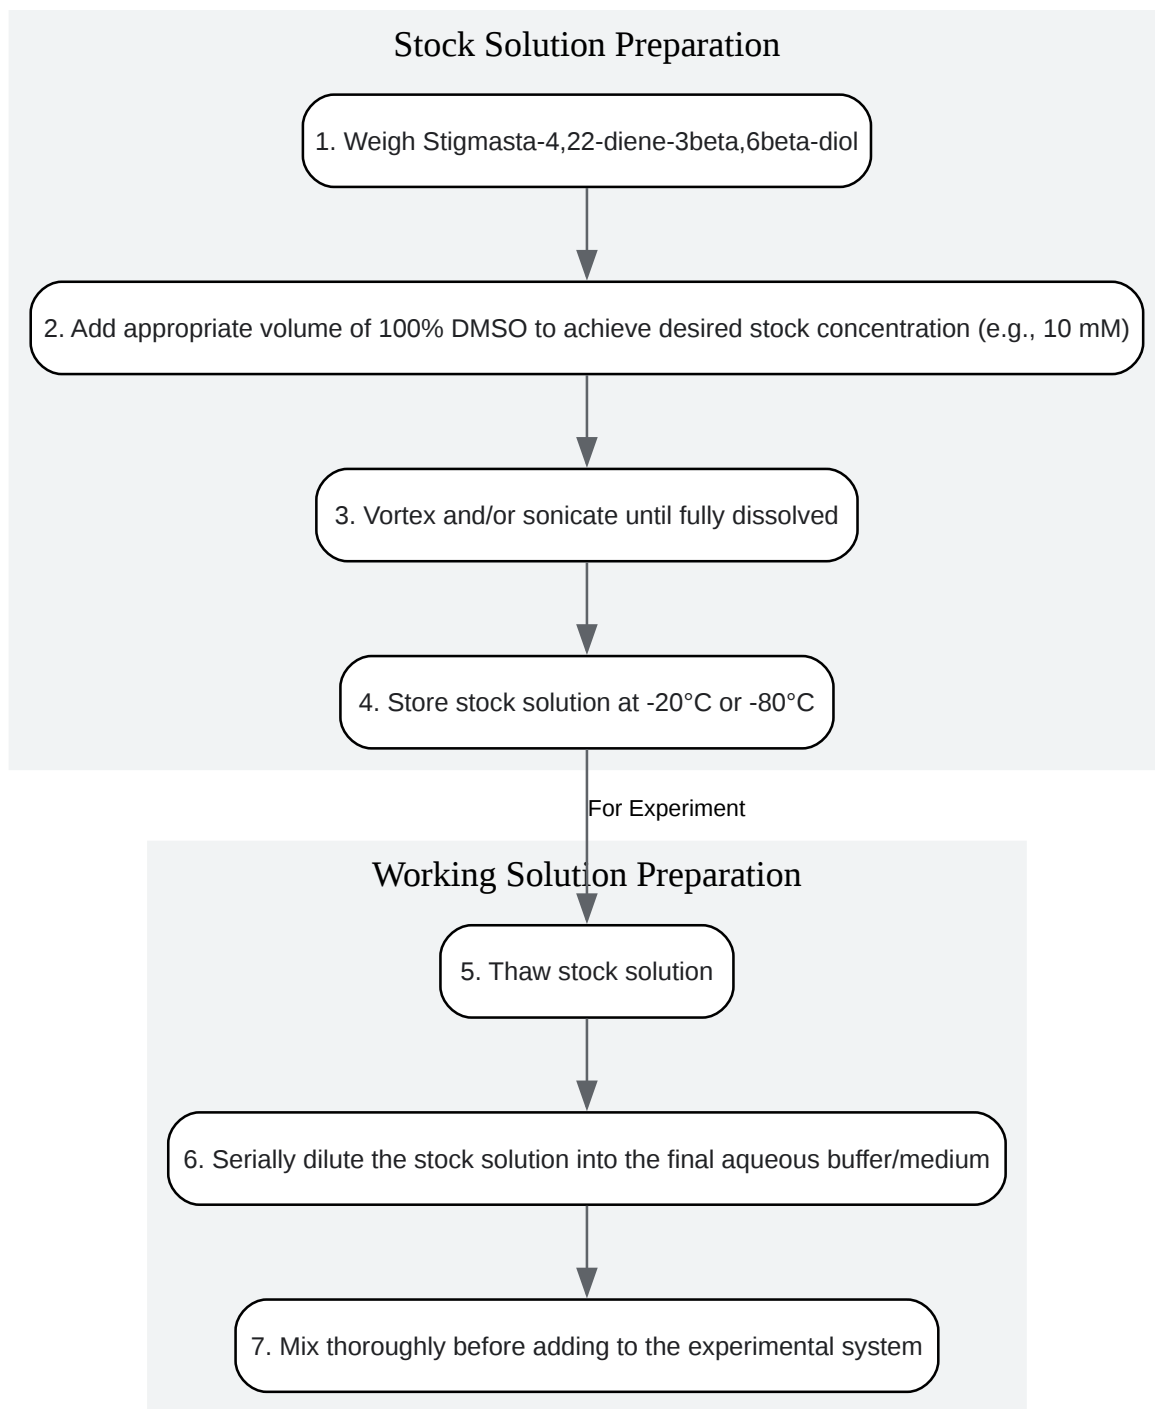 Stock Solution Preparation
1. Weigh Stigmasta-4,22-diene-3beta,6beta-diol
2. Add appropriate volume of 100% DMSO to achieve desired stock concentration (e.g., 10 mM)
3. Vortex and/or sonicate until fully dissolved
4. Store stock solution at -20°C or -80°C
For Experiment
Working Solution Preparation
5. Thaw stock solution
6. Serially dilute the stock solution into the final aqueous buffer/medium
7. Mix thoroughly before adding to the experimental system